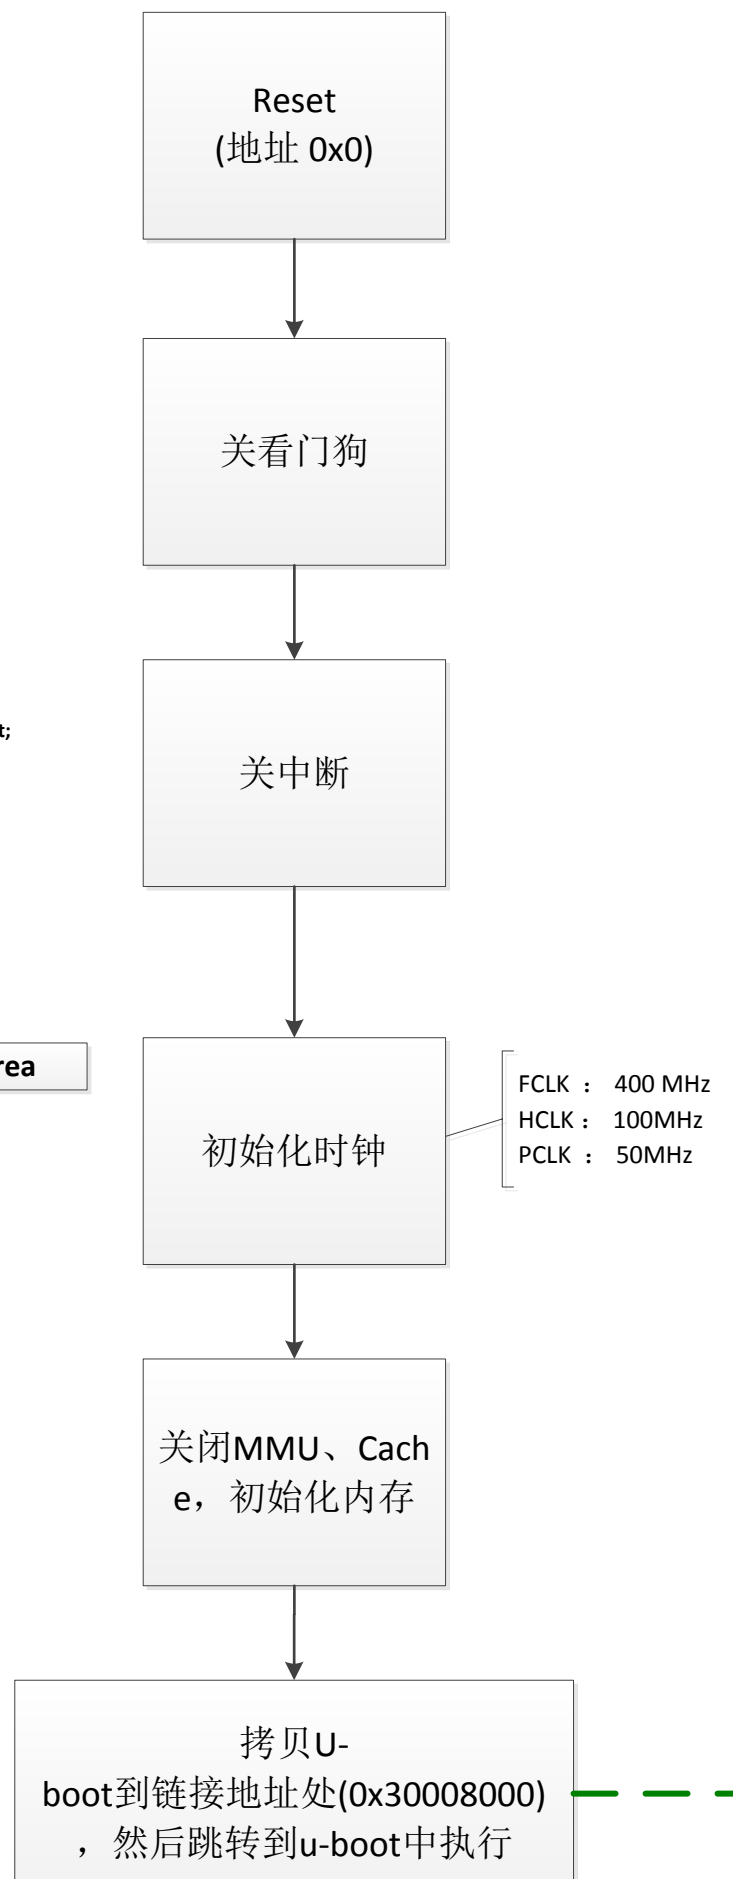 Reset
(地址 0x0)
关看门狗
t;
关中断
rea
初始化时钟
FCLK ： 400 MHz
HCLK： 100MHz
PCLK ： 50MHz
关闭MMU、Cach
e，初始化内存
拷贝U-
boot到链接地址处(0x30008000)
，然后跳转到u-boot中执行